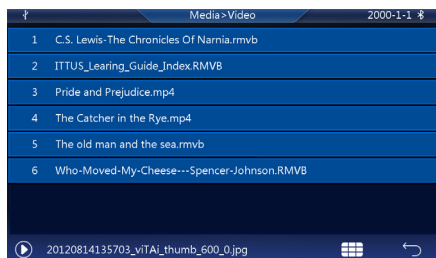 Media>Video 2000-1-1
1 C.S. Lewis-The Chronicles Of Narnia.rmvb
2 ITTUS_Learing_Guide_Index.RMVB
3 Pride and Prejudice.mp4
4 The Catcher in the Rye.mp4
5 The old man and the sea.rmvb
6 Who-Moved-My-Cheese---Spencer-Johnson.RMVB
20120814135703_viTAi_thumb_600_0.jpg